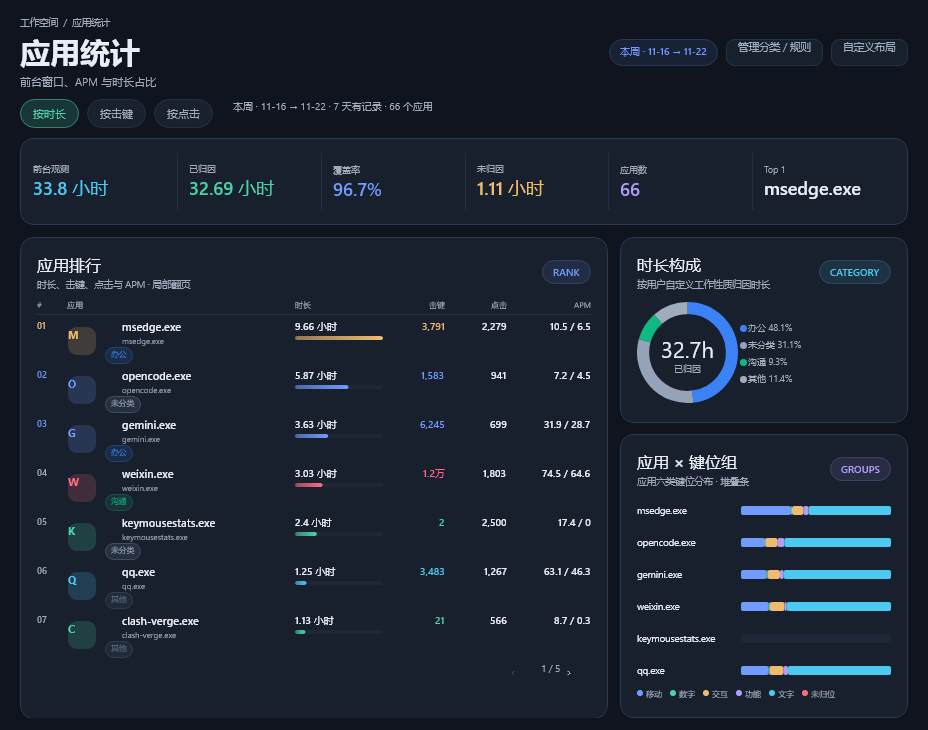 工作空间 / 应用统计
应用统计
前台窗口、APM 与时长占比
本周 · 11-16 → 11-22
管理分类 / 规则
自定义布局
按时长
按击键
按点击
本周 · 11-16 → 11-22 · 7 天有记录 · 66 个应用
前台观测
33.8 小时
已归因
32.69 小时
覆盖率
96.7%
未归因
1.11 小时
应用数
66
Top 1
msedge.exe
应用排行
时长、击键、点击与 APM · 局部翻页
RANK
# 应用 时长 击键 点击 APM
01 M msedge.exe 9.66 小时 3,791 2,279 10.5 / 6.5
msedge.exe
办公
02 O opencode.exe 5.87 小时 1,583 941 7.2 / 4.5
opencode.exe
未分类
03 G gemini.exe 3.63 小时 6,245 699 31.9 / 28.7
gemini.exe
办公
04 W weixin.exe 3.03 小时 1.2万 1,803 74.5 / 64.6
weixin.exe
沟通
05 K keymousestats.exe 2.4 小时 2 2,500 17.4 / 0
keymousestats.exe
未分类
06 Q qq.exe 1.25 小时 3,483 1,267 63.1 / 46.3
qq.exe
其他
07 C clash-verge.exe 1.13 小时 21 566 8.7 / 0.3
clash-verge.exe
其他
‹ 1 / 5 ›
时长构成
按用户自定义工作性质归因时长
CATEGORY
32.7h
已归因
办公 48.1%
未分类 31.1%
沟通 9.3%
其他 11.4%
应用 × 键位组
应用六类键位分布 · 堆叠条
GROUPS
msedge.exe
opencode.exe
gemini.exe
weixin.exe
keymousestats.exe
qq.exe
移动 数字 交互 功能 文字 未归位